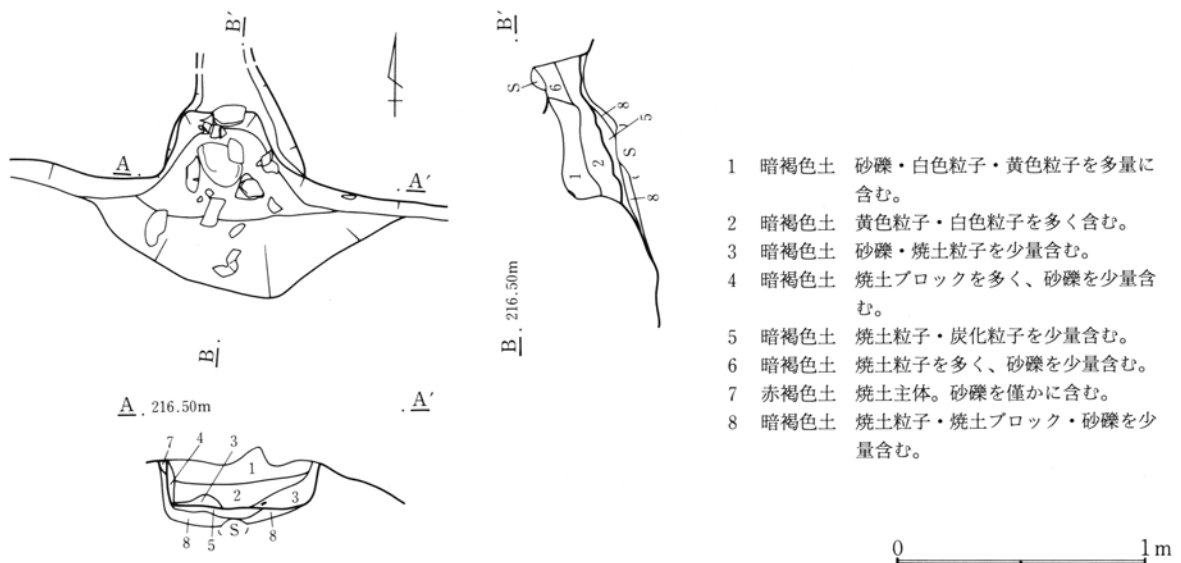 B′
A
A′
B
A 216.50m
A′
7 4 3
1
2
3
8 5 S 8
B′
S
6
8
5
S
2
1
8
B 216.50m
1 暗褐色土 砂礫・白色粒子・黄色粒子を多量に
含む。
2 暗褐色土 黄色粒子・白色粒子を多く含む。
3 暗褐色土 砂礫・焼土粒子を少量含む。
4 暗褐色土 焼土ブロックを多く、砂礫を少量含
む。
5 暗褐色土 焼土粒子・炭化粒子を少量含む。
6 暗褐色土 焼土粒子を多く、砂礫を少量含む。
7 赤褐色土 焼土主体。砂礫を僅かに含む。
8 暗褐色土 焼土粒子・焼土ブロック・砂礫を少
量含む。
0 1m